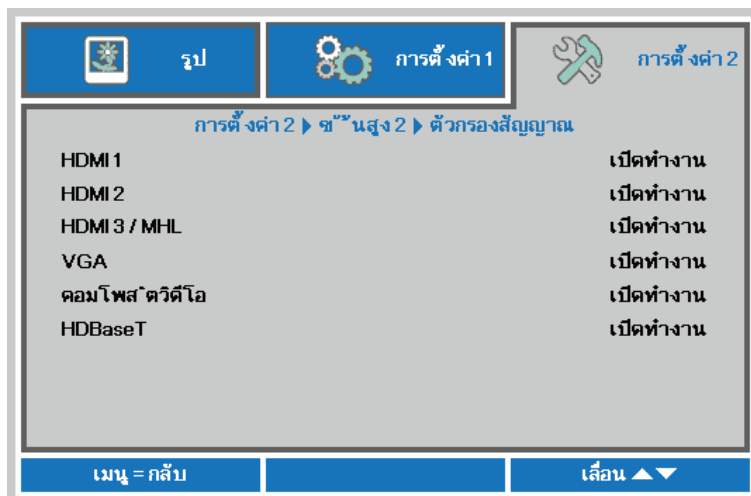 รูป
การตั้งค่า 1
การตั้งค่า 2
การตั้งค่า 2 ▶ ขั้นสูง 2 ▶ ตัวกรองสัญญาณ
HDMI 1 เปิดทำงาน
HDMI 2 เปิดทำงาน
HDMI 3 / MHL เปิดทำงาน
VGA เปิดทำงาน
คอมโพสิตวิดีโอ เปิดทำงาน
HDBaseT เปิดทำงาน
เมนู = กลับ
เลื่อน ▲▼